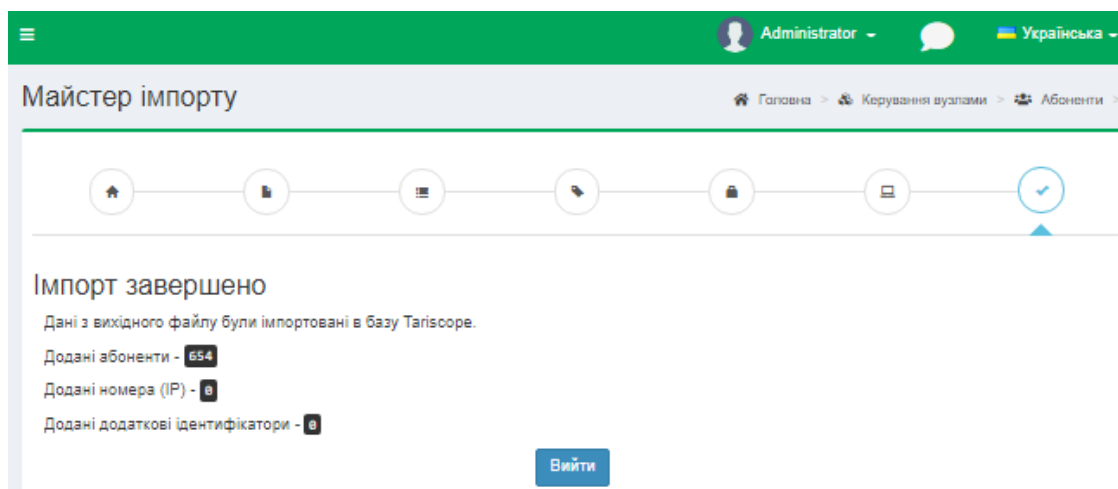 Administrator
Українська
Майстер імпорту
Головна > Керування вузлами > Абоненти >
Імпорт завершено
Дані з вихідного файлу були імпортовані в базу Tariscope.
Додані абоненти - 654
Додані номера (IP) - 0
Додані додаткові ідентифікатори - 0
Вийти